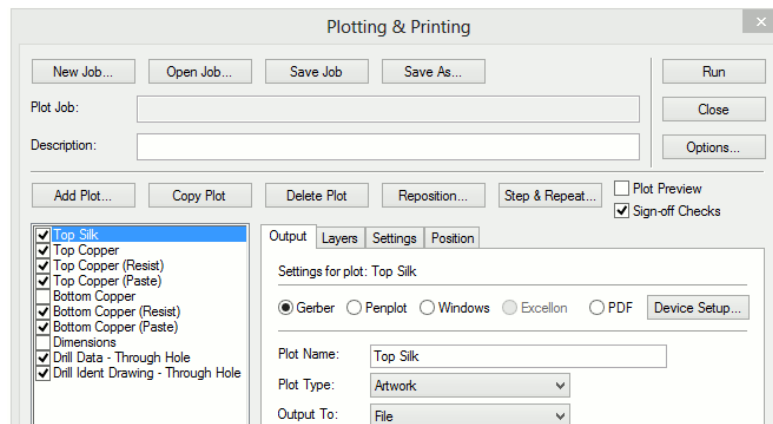 Plotting & Printing
New Job... Open Job... Save Job Save As... Run
Plot Job: Close
Description: Options...
Add Plot... Copy Plot Delete Plot Reposition... Step & Repeat... Plot Preview
Sign-off Checks
Top Silk
Top Copper
Top Copper (Resist)
Top Copper (Paste)
Bottom Copper
Bottom Copper (Resist)
Bottom Copper (Paste)
Dimensions
Drill Data - Through Hole
Drill Ident Drawing - Through Hole
Output Layers Settings Position
Settings for plot: Top Silk
Gerber Penplot Windows Excellon PDF Device Setup...
Plot Name: Top Silk
Plot Type: Artwork
Output To: File